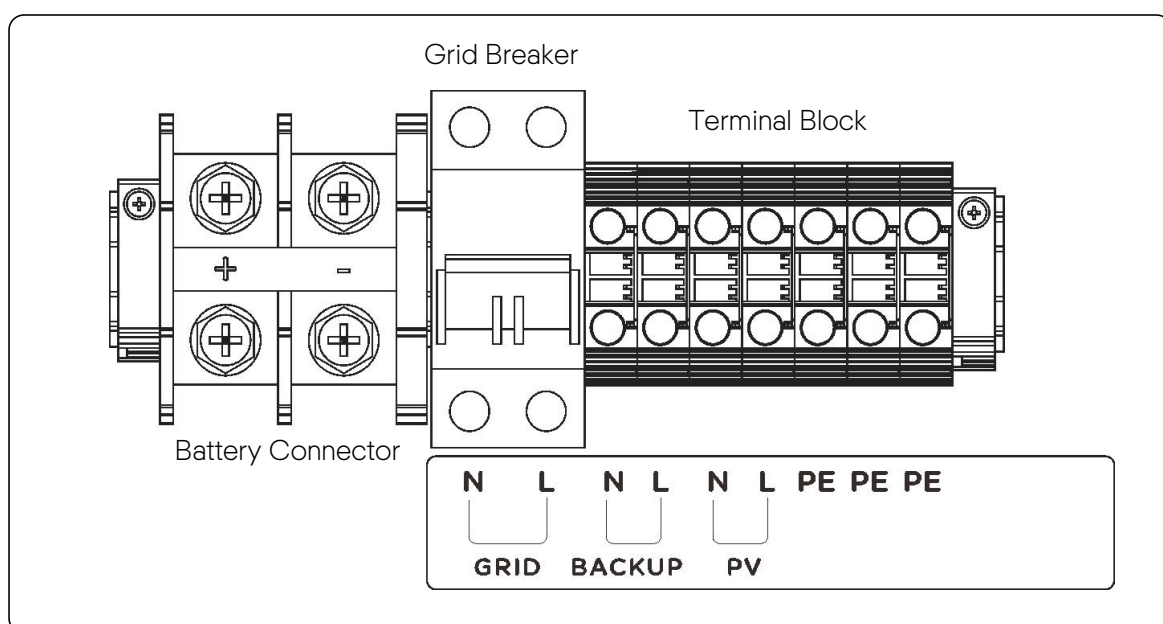 Grid Breaker
Terminal Block
+ -
Battery Connector
N L N L N L PE PE PE
GRID BACKUP PV